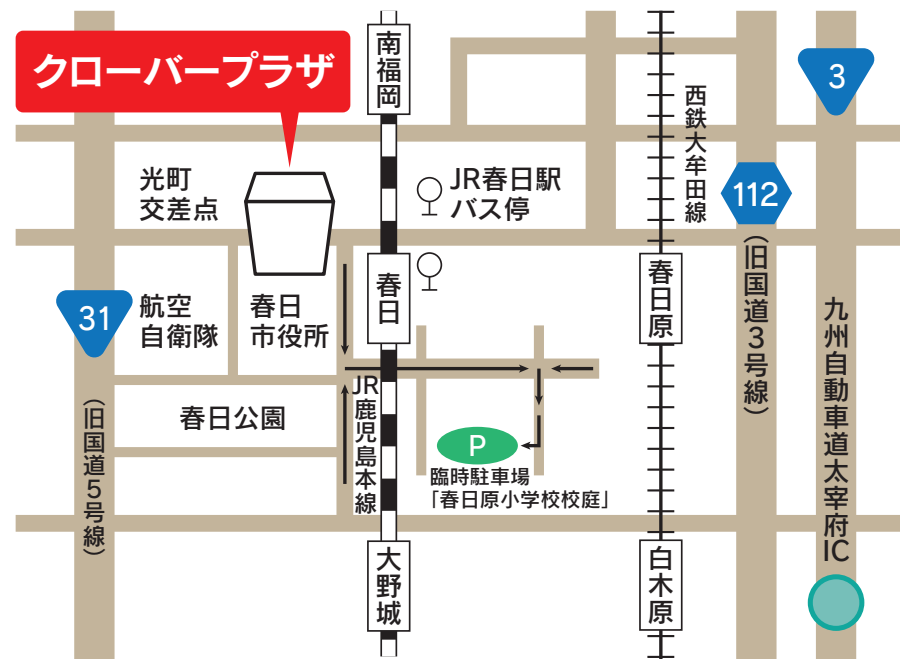 クローバープラザ
南福岡
3
西鉄大牟田線
光町
交差点
JR春日駅
バス停
112
（旧国道3号線）
春日
春日原
31
航空
自衛隊
春日
市役所
九州自動車道太宰府IC
JR鹿児島本線
春日公園
（旧国道5号線）
P
臨時駐車場
「春日原小学校校庭」
大野城
白木原